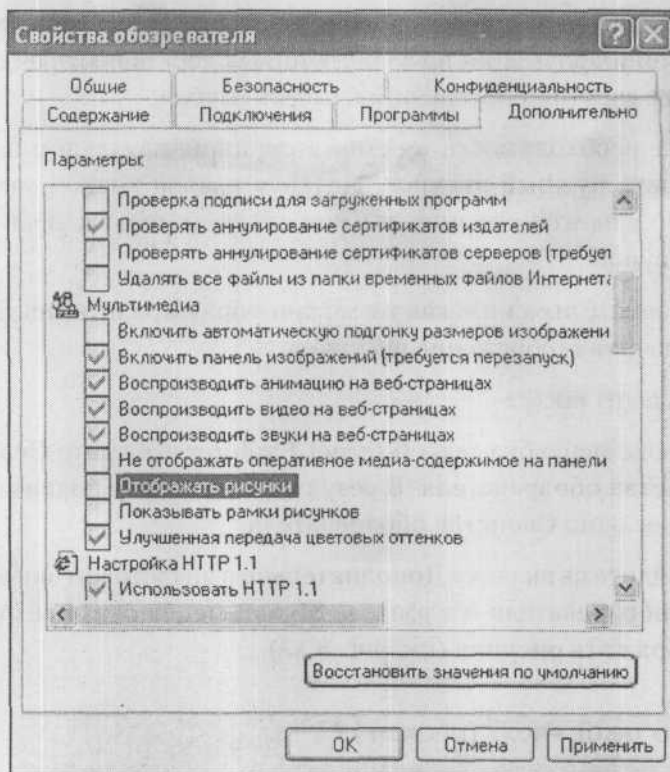 Свойства обозревателя
Общие Безопасность Конфиденциальность
Содержание Подключения Программы Дополнительно
Параметры:
Проверка подписи для загруженных программ
Проверять аннулирование сертификатов издателей
Проверять аннулирование сертификатов серверов (требует
Удалять все файлы из папки временных файлов Интернета
Мультимедиа
Включить автоматическую подгонку размеров изображени
Включить панель изображений (требуется перезапуск)
Воспроизводить анимацию на веб-страницах
Воспроизводить видео на веб-страницах
Воспроизводить звуки на веб-страницах
Не отображать оперативное медиа-содержимое на панели
Отображать рисунки
Показывать рамки рисунков
Улучшенная передача цветовых оттенков
Настройка HTTP 1.1
Использовать HTTP 1.1
Восстановить значения по умолчанию
OK Отмена Применить